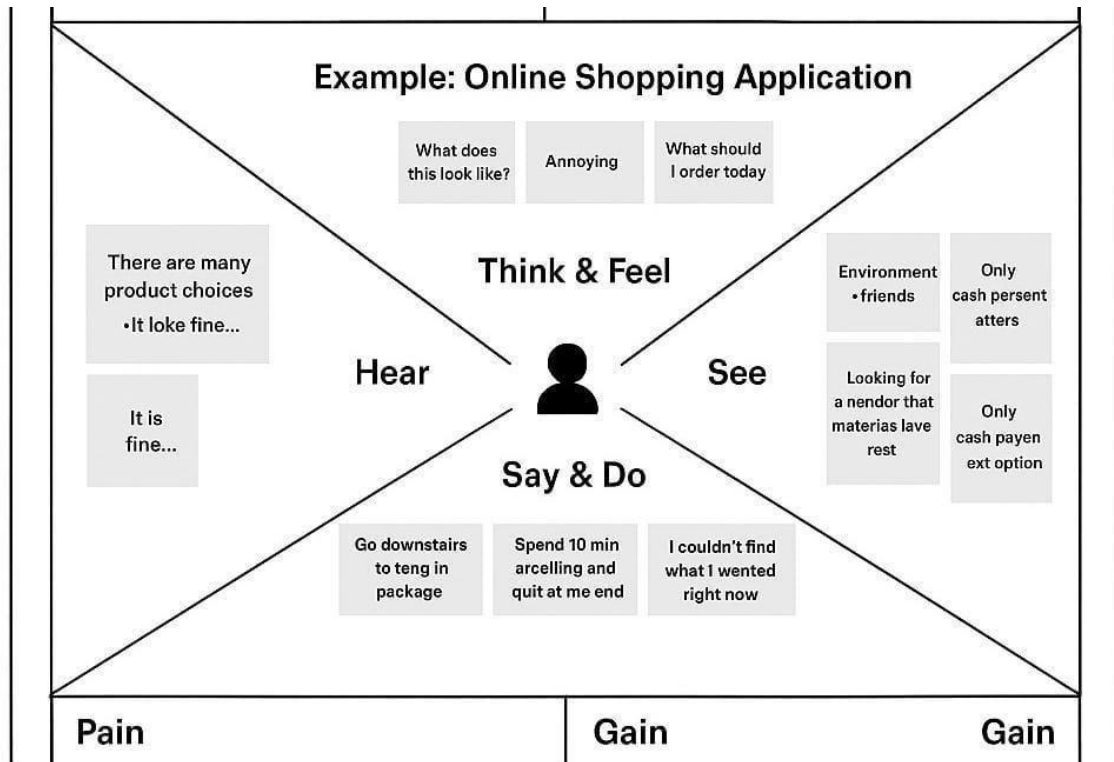 Example: Online Shopping Application
What does
this look like?
Annoying
What should
I order today
Think & Feel
There are many
product choices
•It loke fine...
It is
fine...
Hear
See
Environment
•friends
Only
cash persent
atters
Looking for
a nendor that
materias lave
rest
Only
cash payen
ext option
Say & Do
Go downstairs
to teng in
package
Spend 10 min
arcelling and
quit at me end
I couldn't find
what 1 wented
right now
Pain
Gain
Gain